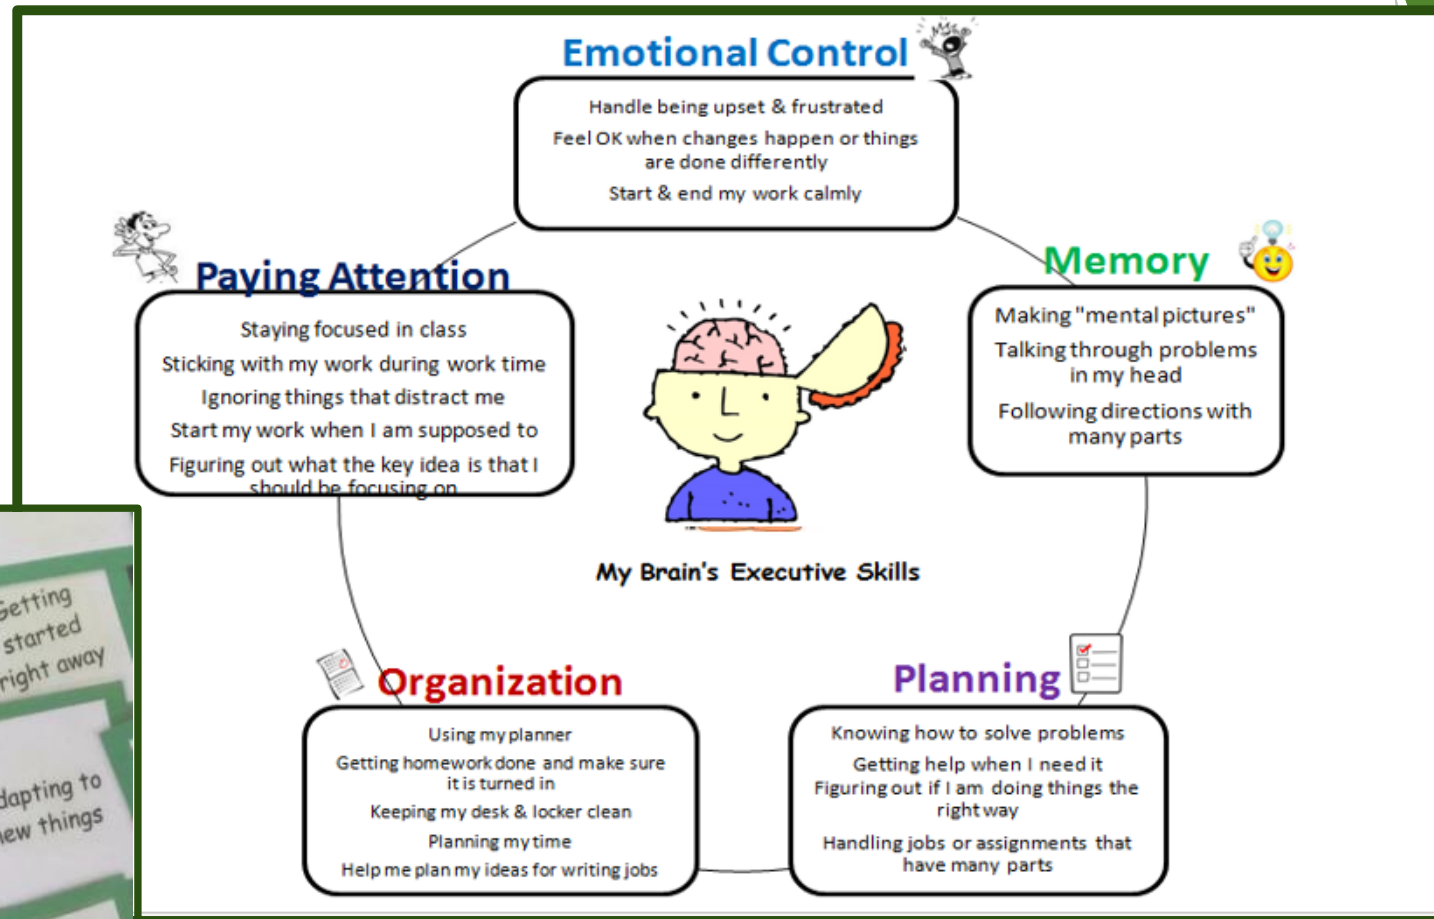 Emotional Control
Handle being upset & frustrated
Feel OK when changes happen or things
are done differently
Start & end my work calmly
Paying Attention
Staying focused in class
Sticking with my work during work time
Ignoring things that distract me
Start my work when I am supposed to
Figuring out what the key idea is that I
should be focusing on
Memory
Making "mental pictures"
Talking through problems
in my head
Following directions with
many parts
My Brain's Executive Skills
Organization
Using my planner
Getting homework done and make sure
it is turned in
Keeping my desk & locker clean
Planning my time
Help me plan my ideas for writing jobs
Planning
Knowing how to solve problems
Getting help when I need it
Figuring out if I am doing things the
right way
Handling jobs or assignments that
have many parts
Getting
started
right away
dapting to
new things